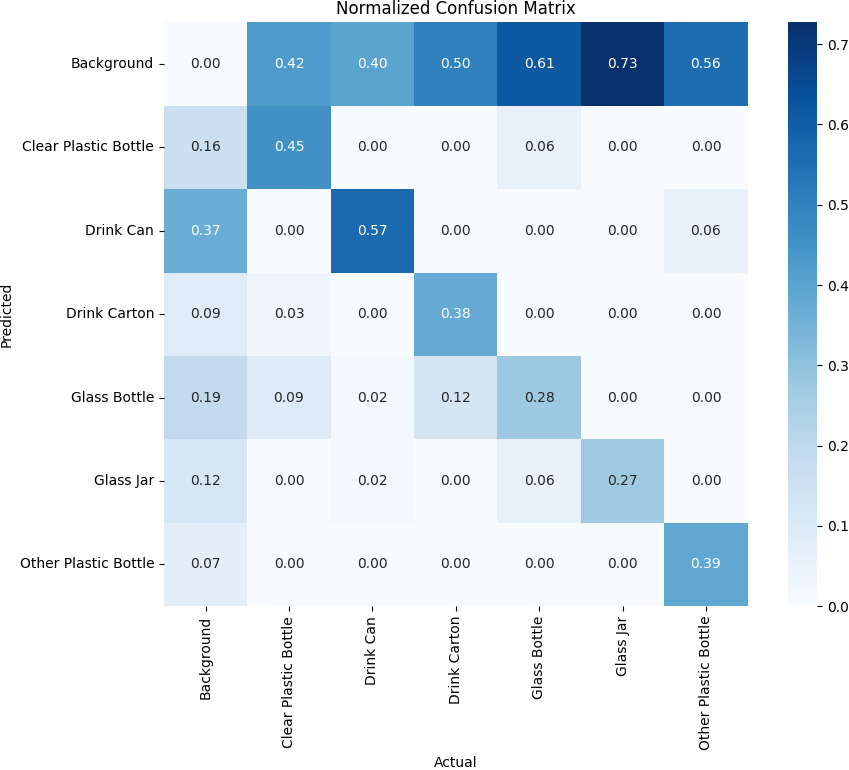 Normalized Confusion Matrix
Background 0.00 0.42 0.40 0.50 0.61 0.73 0.56
Clear Plastic Bottle 0.16 0.45 0.00 0.00 0.06 0.00 0.00
Drink Can 0.37 0.00 0.57 0.00 0.00 0.00 0.06
Drink Carton 0.09 0.03 0.00 0.38 0.00 0.00 0.00
Glass Bottle 0.19 0.09 0.02 0.12 0.28 0.00 0.00
Glass Jar 0.12 0.00 0.02 0.00 0.06 0.27 0.00
Other Plastic Bottle 0.07 0.00 0.00 0.00 0.00 0.00 0.39
Predicted
Background
Clear Plastic Bottle
Drink Can
Drink Carton
Glass Bottle
Glass Jar
Other Plastic Bottle
Actual
0.7
0.6
0.5
0.4
0.3
0.2
0.1
0.0